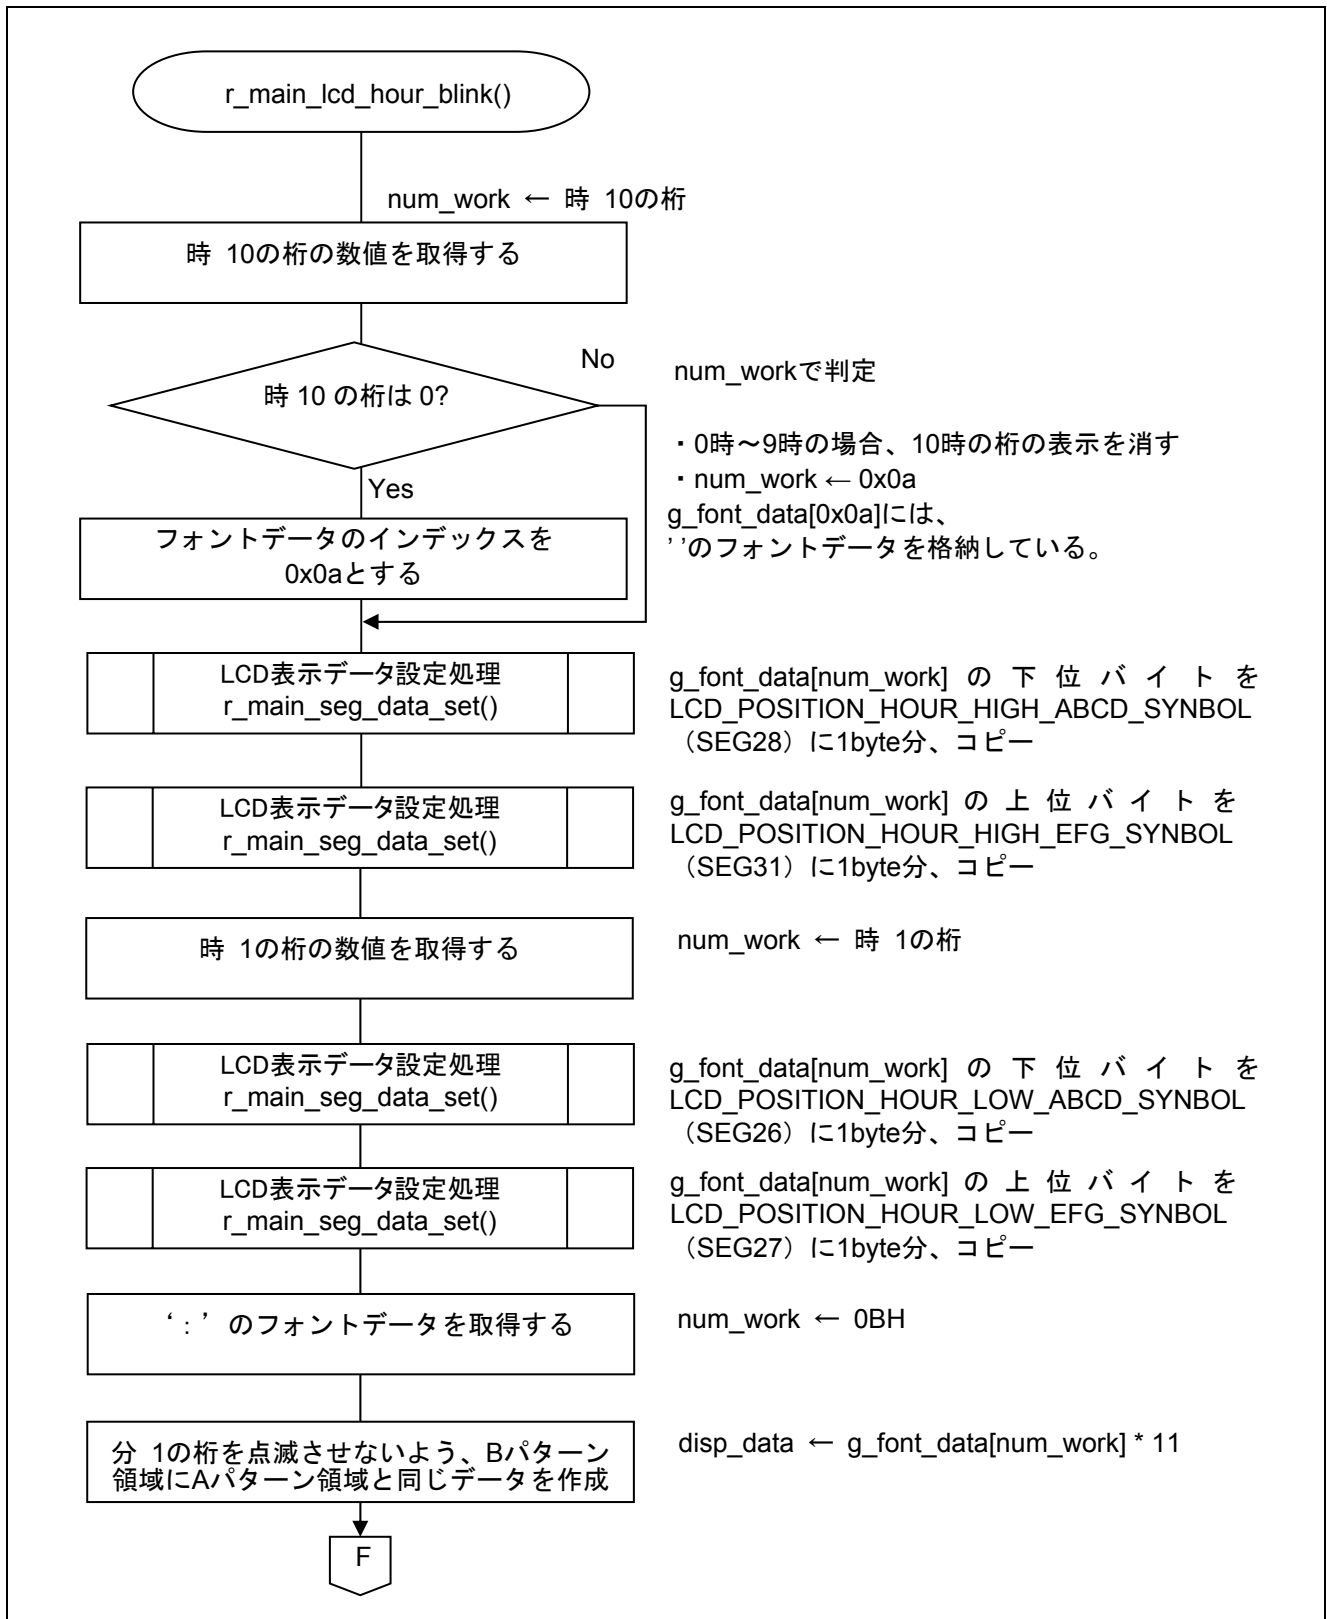 r_main_lcd_hour_blink()
num_work ← 時 10の桁
時 10の桁の数値を取得する
No
時 10 の桁は 0?
num_workで判定
・0時～9時の場合、10時の桁の表示を消す
・num_work ← 0x0a
g_font_data[0x0a]には、
’ ’のフォントデータを格納している。
Yes
フォントデータのインデックスを
0x0aとする
LCD表示データ設定処理
r_main_seg_data_set()
g_font_data[num_work] の 下 位 バ イ ト を
LCD_POSITION_HOUR_HIGH_ABCD_SYNBOL
（SEG28）に1byte分、コピー
LCD表示データ設定処理
r_main_seg_data_set()
g_font_data[num_work] の 上 位 バ イ ト を
LCD_POSITION_HOUR_HIGH_EFG_SYNBOL
（SEG31）に1byte分、コピー
時 1の桁の数値を取得する
num_work ← 時 1の桁
LCD表示データ設定処理
r_main_seg_data_set()
g_font_data[num_work] の 下 位 バ イ ト を
LCD_POSITION_HOUR_LOW_ABCD_SYNBOL
（SEG26）に1byte分、コピー
LCD表示データ設定処理
r_main_seg_data_set()
g_font_data[num_work] の 上 位 バ イ ト を
LCD_POSITION_HOUR_LOW_EFG_SYNBOL
（SEG27）に1byte分、コピー
‘：’のフォントデータを取得する
num_work ← 0BH
分 1の桁を点滅させないよう、Bパターン
領域にAパターン領域と同じデータを作成
disp_data ← g_font_data[num_work] * 11
F